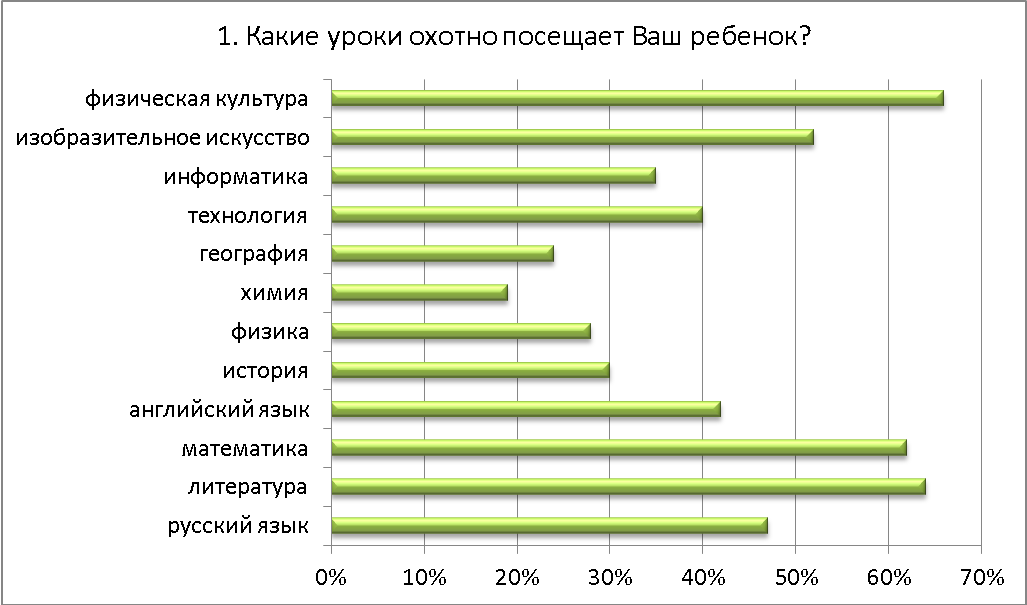 1. Какие уроки охотно посещает Ваш ребенок?
физическая культура
изобразительное искусство
информатика
технология
география
химия
физика
история
английский язык
математика
литература
русский язык
0% 10% 20% 30% 40% 50% 60% 70%